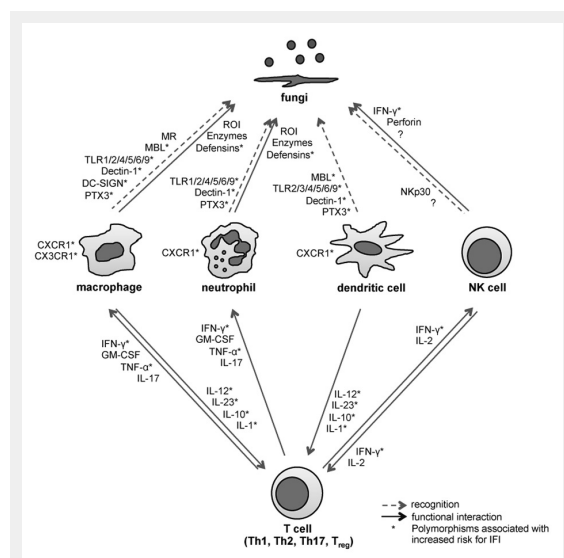 fungi
MR
MBL*
TLR1/2/4/5/6/9*
Dectin-1*
DC-SIGN*
PTX3*
ROI
Enzymes
Defensins*
TLR1/2/4/5/6/9*
Dectin-1*
PTX3*
ROI
Enzymes
Defensins*
MBL*
TLR2/3/4/5/6/9*
Dectin-1*
PTX3*
IFN-γ*
Perforin
?
NKp30
?
CXCR1*
CX3CR1*
macrophage
CXCR1*
neutrophil
CXCR1*
dendritic cell
NK cell
IFN-γ*
GM-CSF
TNF-α*
IL-17
IL-12*
IL-23*
IL-10*
IL-1*
IFN-γ*
GM-CSF
TNF-α*
IL-17
IL-12*
IL-23*
IL-10*
IL-1*
IFN-γ*
IL-2
IFN-γ*
IL-2
T cell
(Th1, Th2, Th17, Treg)
recognition
functional interaction
* Polymorphisms associated with
increased risk for IFI